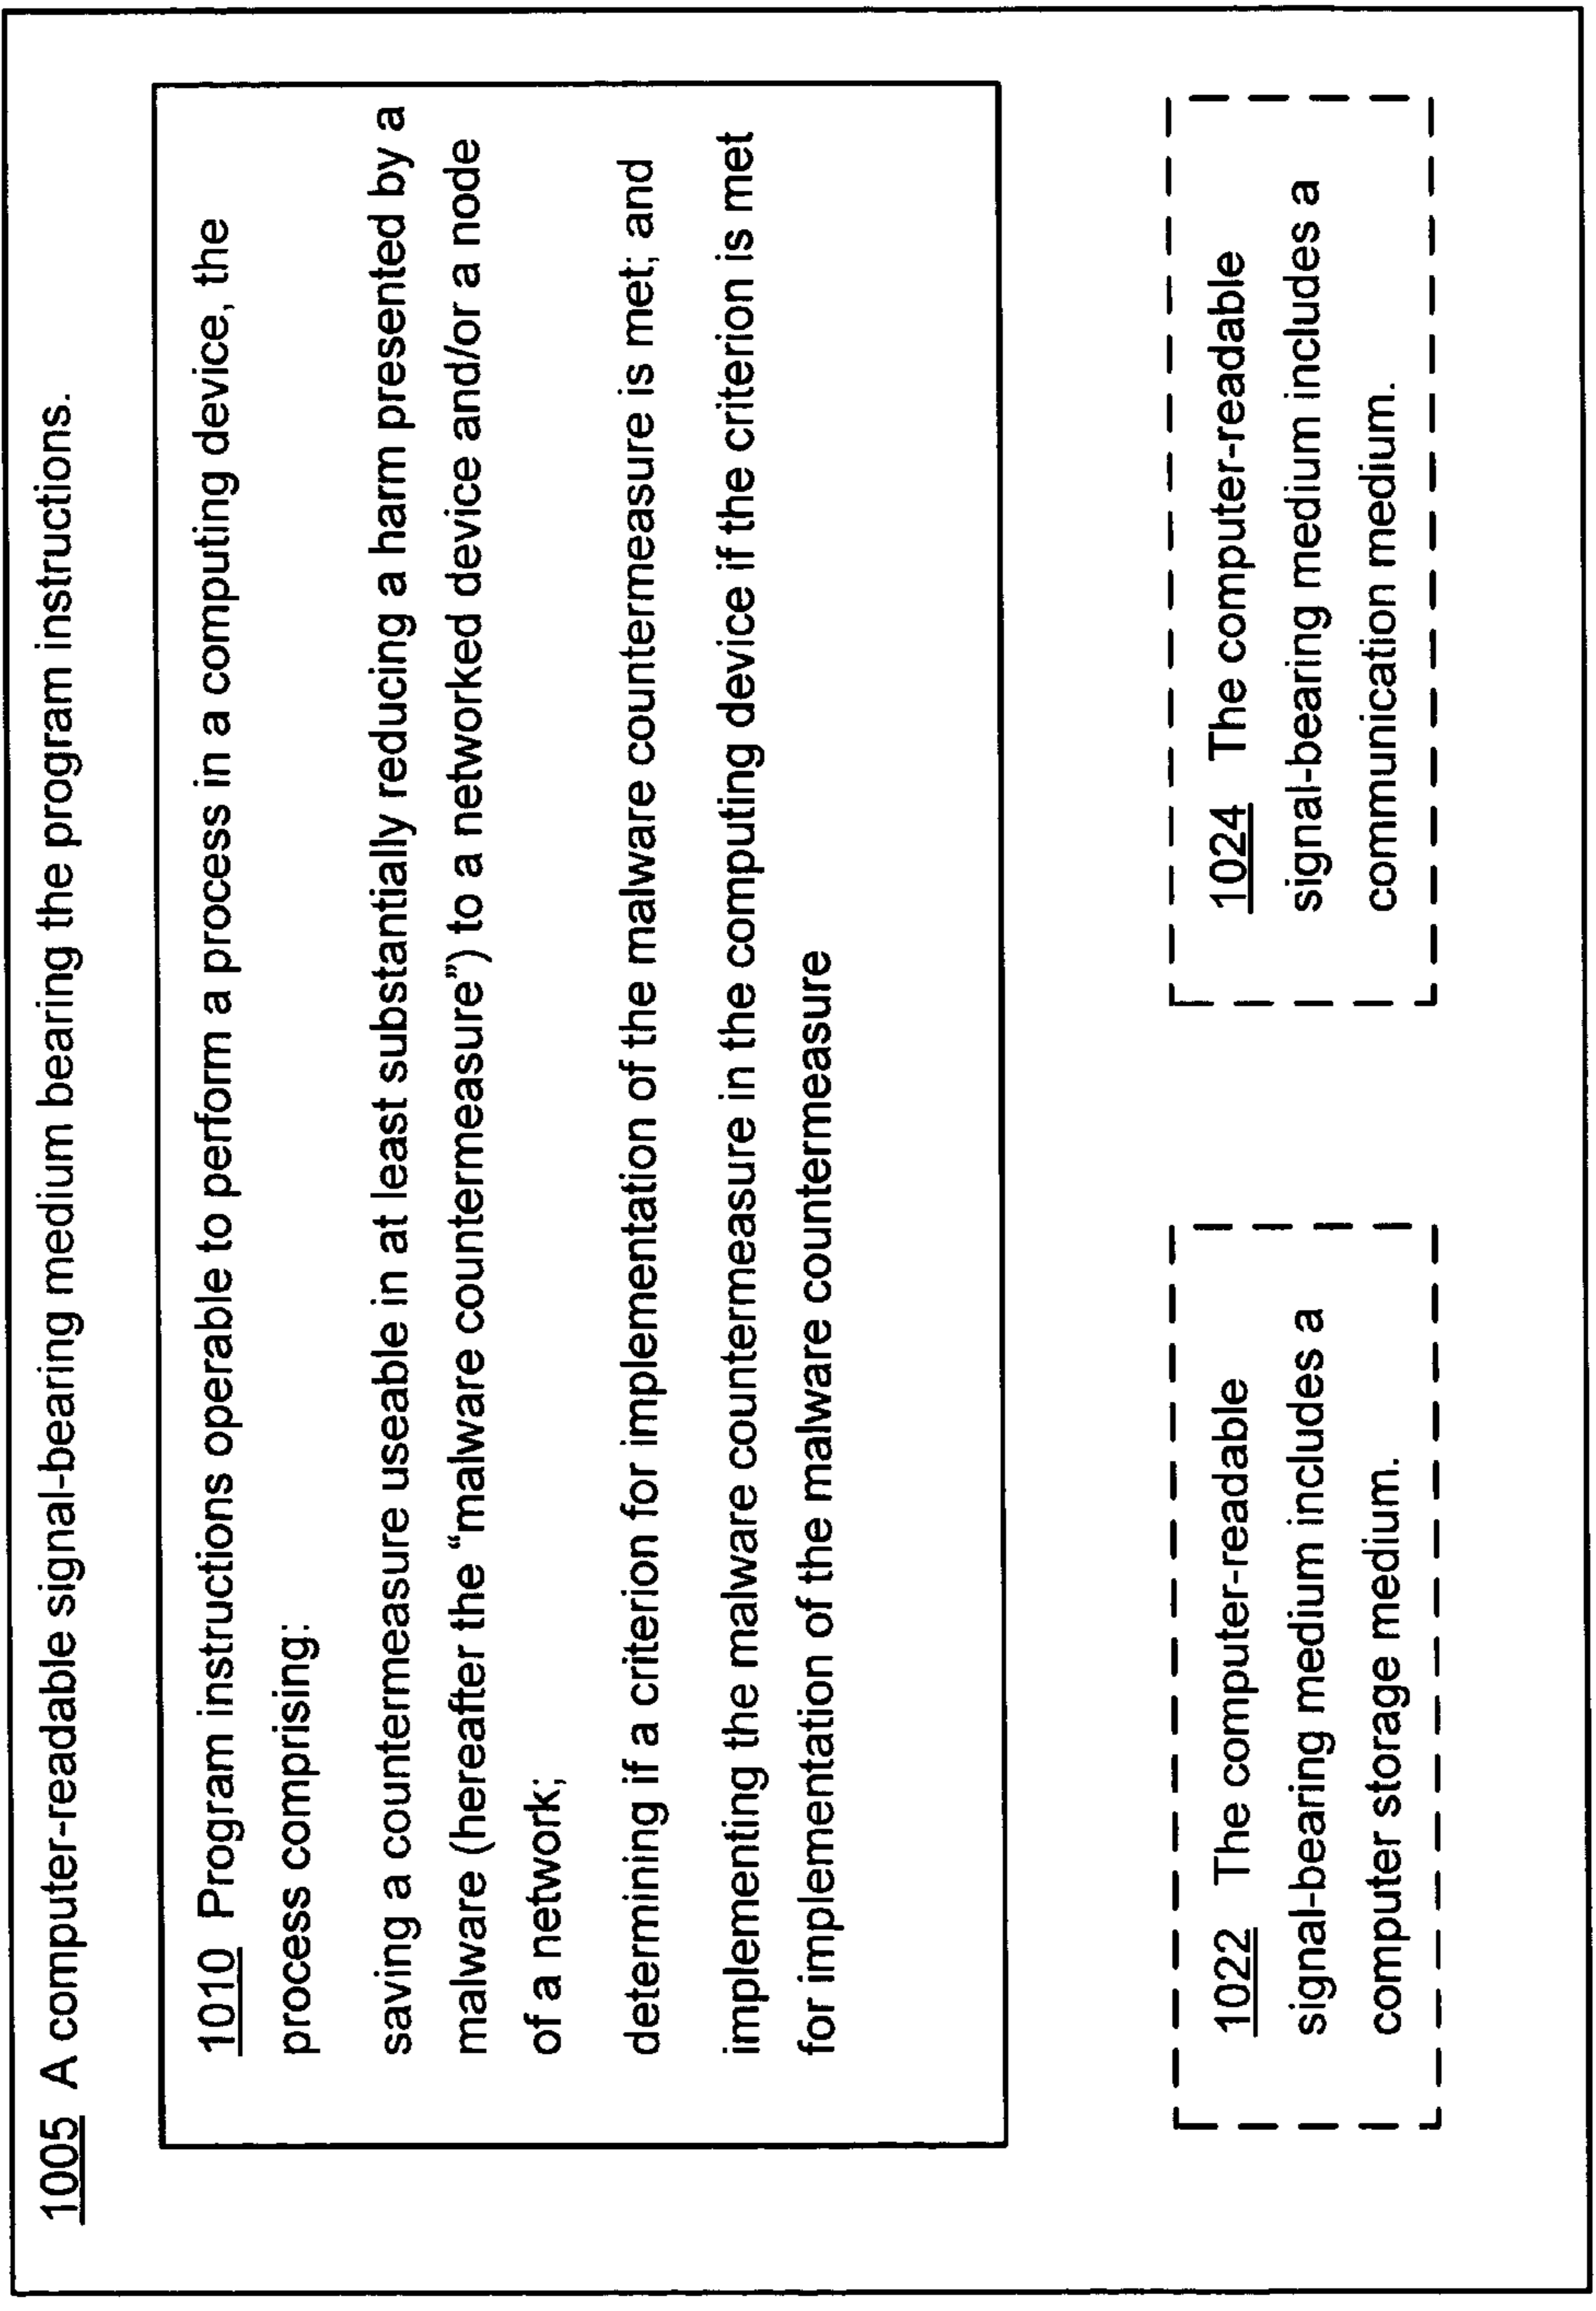 1005 A computer-readable signal-bearing medium bearing the program instructions.
1010 Program instructions operable to perform a process in a computing device, the
process comprising:
saving a countermeasure useable in at least substantially reducing a harm presented by a
malware (hereafter the “malware countermeasure”) to a networked device and/or a node
of a network;
determining if a criterion for implementation of the malware countermeasure is met; and
implementing the malware countermeasure in the computing device if the criterion is met
for implementation of the malware countermeasure
1022 The computer-readable
signal-bearing medium includes a
computer storage medium.
1024 The computer-readable
signal-bearing medium includes a
communication medium.